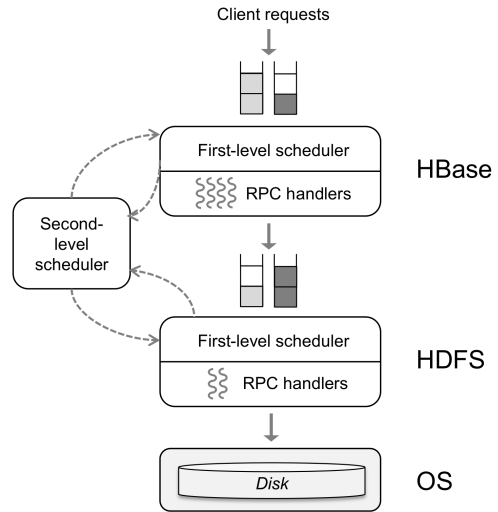 Client requests
First-level scheduler
HBase
RPC handlers
Second-
level
scheduler
First-level scheduler
HDFS
RPC handlers
Disk
OS